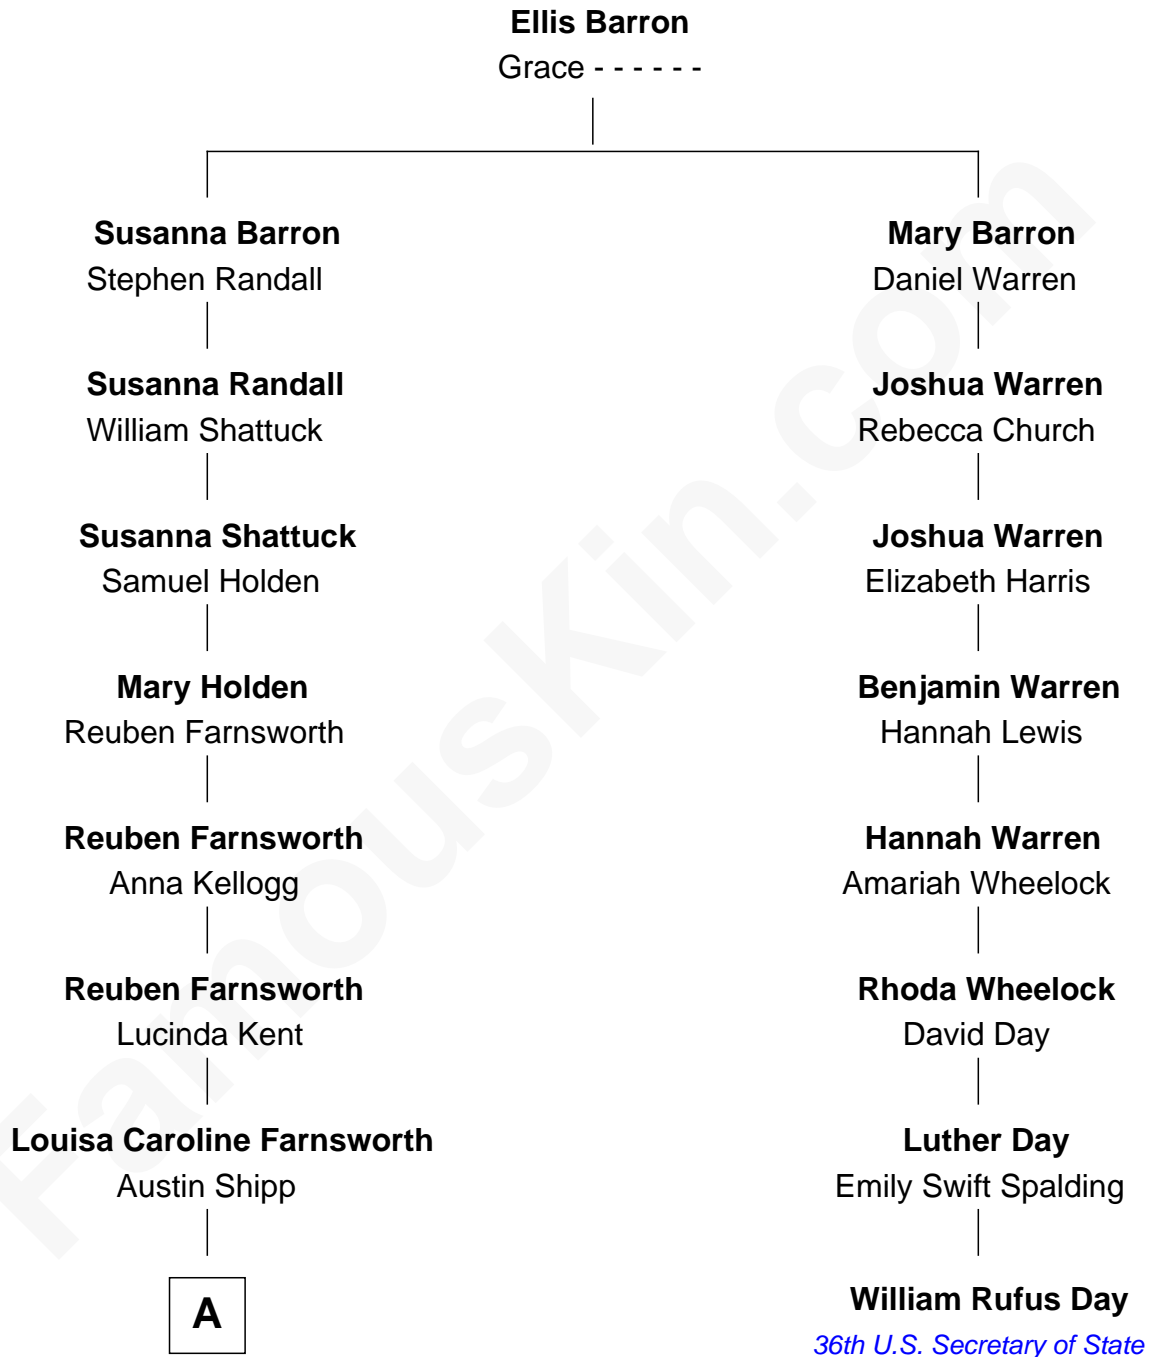 Ellis Barron
Grace - - - - - -
Susanna Barron
Stephen Randall
Mary Barron
Daniel Warren
Susanna Randall
William Shattuck
Joshua Warren
Rebecca Church
Susanna Shattuck
Samuel Holden
Joshua Warren
Elizabeth Harris
Mary Holden
Reuben Farnsworth
Benjamin Warren
Hannah Lewis
Reuben Farnsworth
Anna Kellogg
Hannah Warren
Amariah Wheelock
Reuben Farnsworth
Lucinda Kent
Rhoda Wheelock
David Day
Louisa Caroline Farnsworth
Austin Shipp
Luther Day
Emily Swift Spalding
A
William Rufus Day
36th U.S. Secretary of State
FamousKin.com